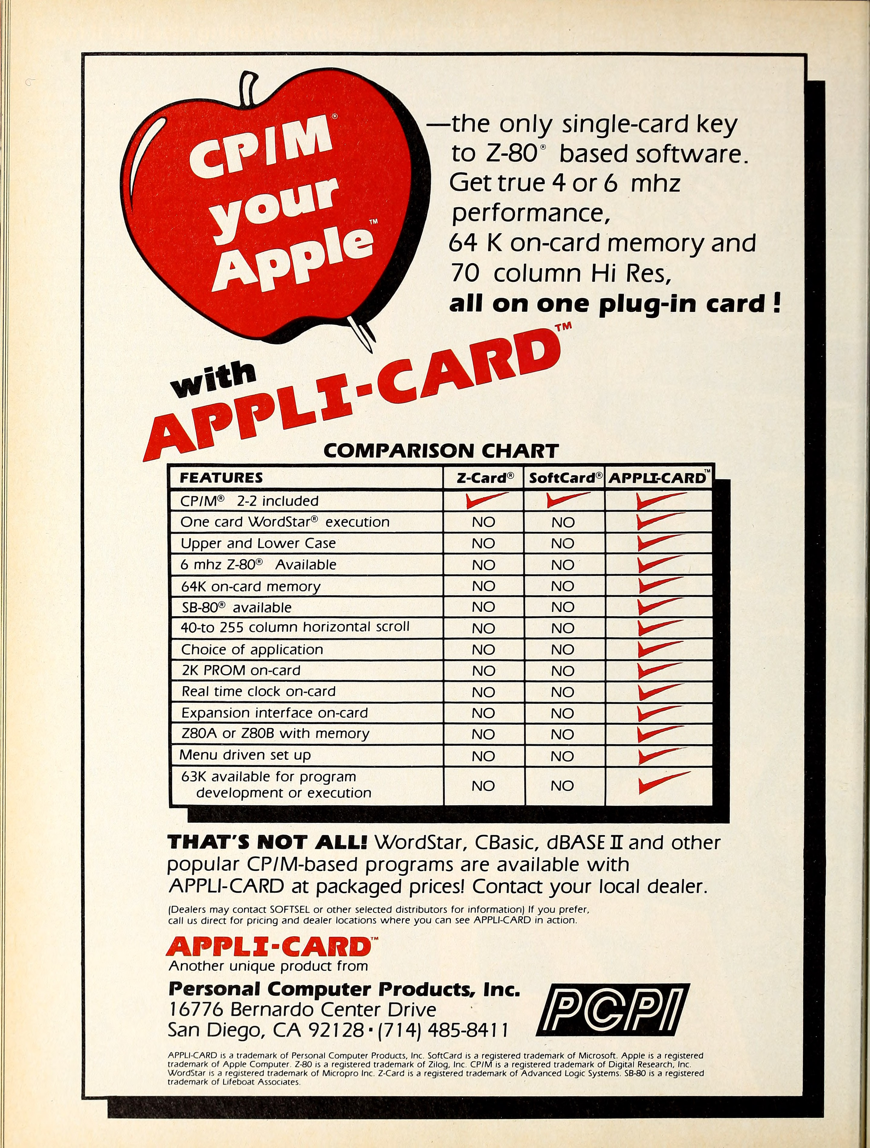 CP/M®
your
Apple™
—the only single-card key
to Z-80® based software.
Get true 4 or 6 mhz
performance,
64 K on-card memory and
70 column Hi Res,
all on one plug-in card !
with
APPLI-CARD™
COMPARISON CHART
FEATURES Z-Card® SoftCard® APPLI-CARD™
CP/M® 2-2 included
One card WordStar® execution NO NO
Upper and Lower Case NO NO
6 mhz Z-80® Available NO NO
64K on-card memory NO NO
SB-80® available NO NO
40-to 255 column horizontal scroll NO NO
Choice of application NO NO
2K PROM on-card NO NO
Real time clock on-card NO NO
Expansion interface on-card NO NO
Z80A or Z80B with memory NO NO
Menu driven set up NO NO
63K available for program
development or execution NO NO
THAT'S NOT ALL! WordStar, CBasic, dBASE II and other
popular CP/M-based programs are available with
APPLI-CARD at packaged prices! Contact your local dealer.
(Dealers may contact SOFTSEL or other selected distributors for information) If you prefer,
call us direct for pricing and dealer locations where you can see APPLI-CARD in action.
APPLI-CARD™
Another unique product from
Personal Computer Products, Inc.
16776 Bernardo Center Drive
San Diego, CA 92128 • (714) 485-8411
PCPI
APPLI-CARD is a trademark of Personal Computer Products, Inc. SoftCard is a registered trademark of Microsoft. Apple is a registered
trademark of Apple Computer. Z-80 is a registered trademark of Zilog, Inc. CP/M is a registered trademark of Digital Research, Inc.
WordStar is a registered trademark of Micropro Inc. Z-Card is a registered trademark of Advanced Logic Systems. SB-80 is a registered
trademark of Lifeboat Associates.